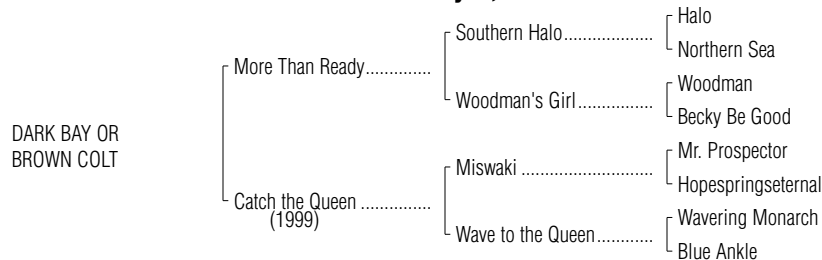 Halo
Southern Halo...................
Northern Sea
More Than Ready..............
Woodman
Woodman's Girl................
Becky Be Good
DARK BAY OR
BROWN COLT
Mr. Prospector
Miswaki ............................
Hopespringseternal
Catch the Queen ...............
(1999)
Wavering Monarch
Wave to the Queen............
Blue Ankle